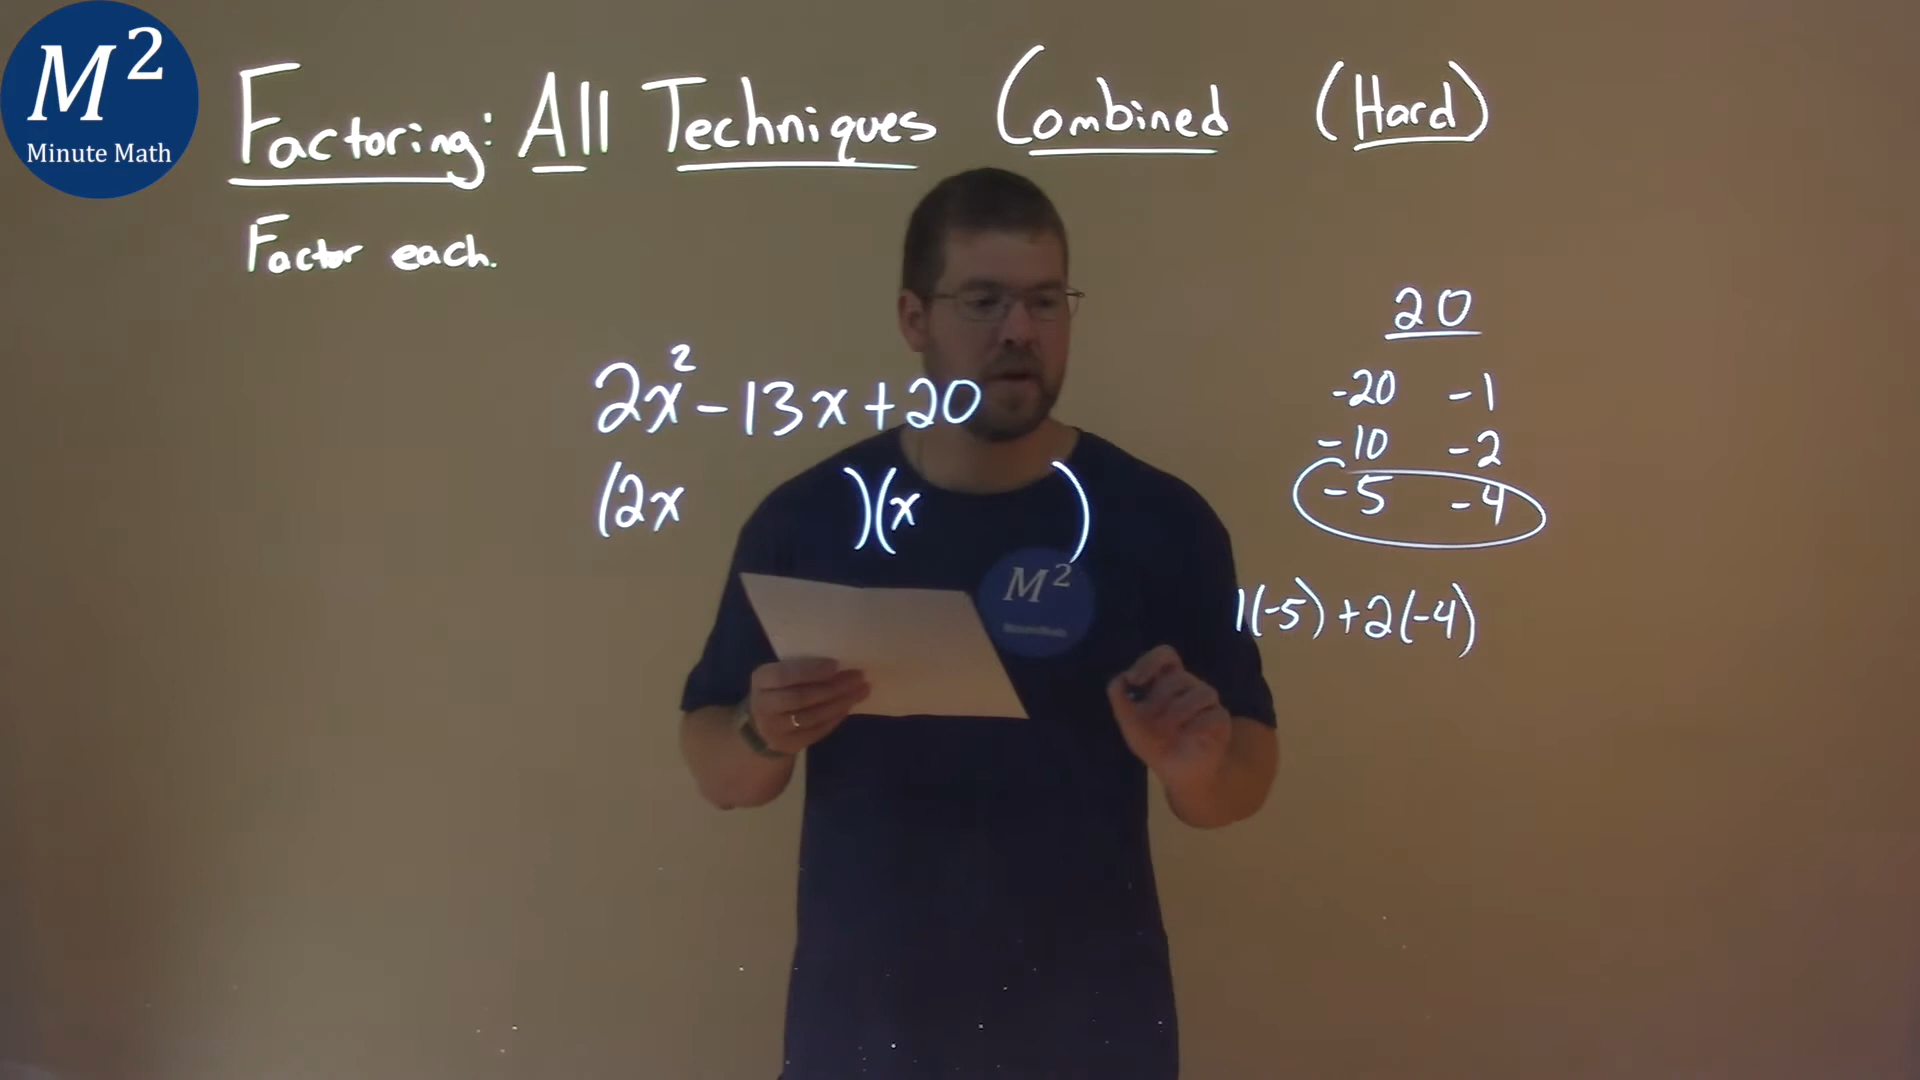 M²
Minute Math
Factoring: All Techniques Combined (Hard)
Factor each.
2x² - 13x + 20
(2x )(x )
20
-20 -1
-10 -2
-5 -4
1(-5) + 2(-4)
M²